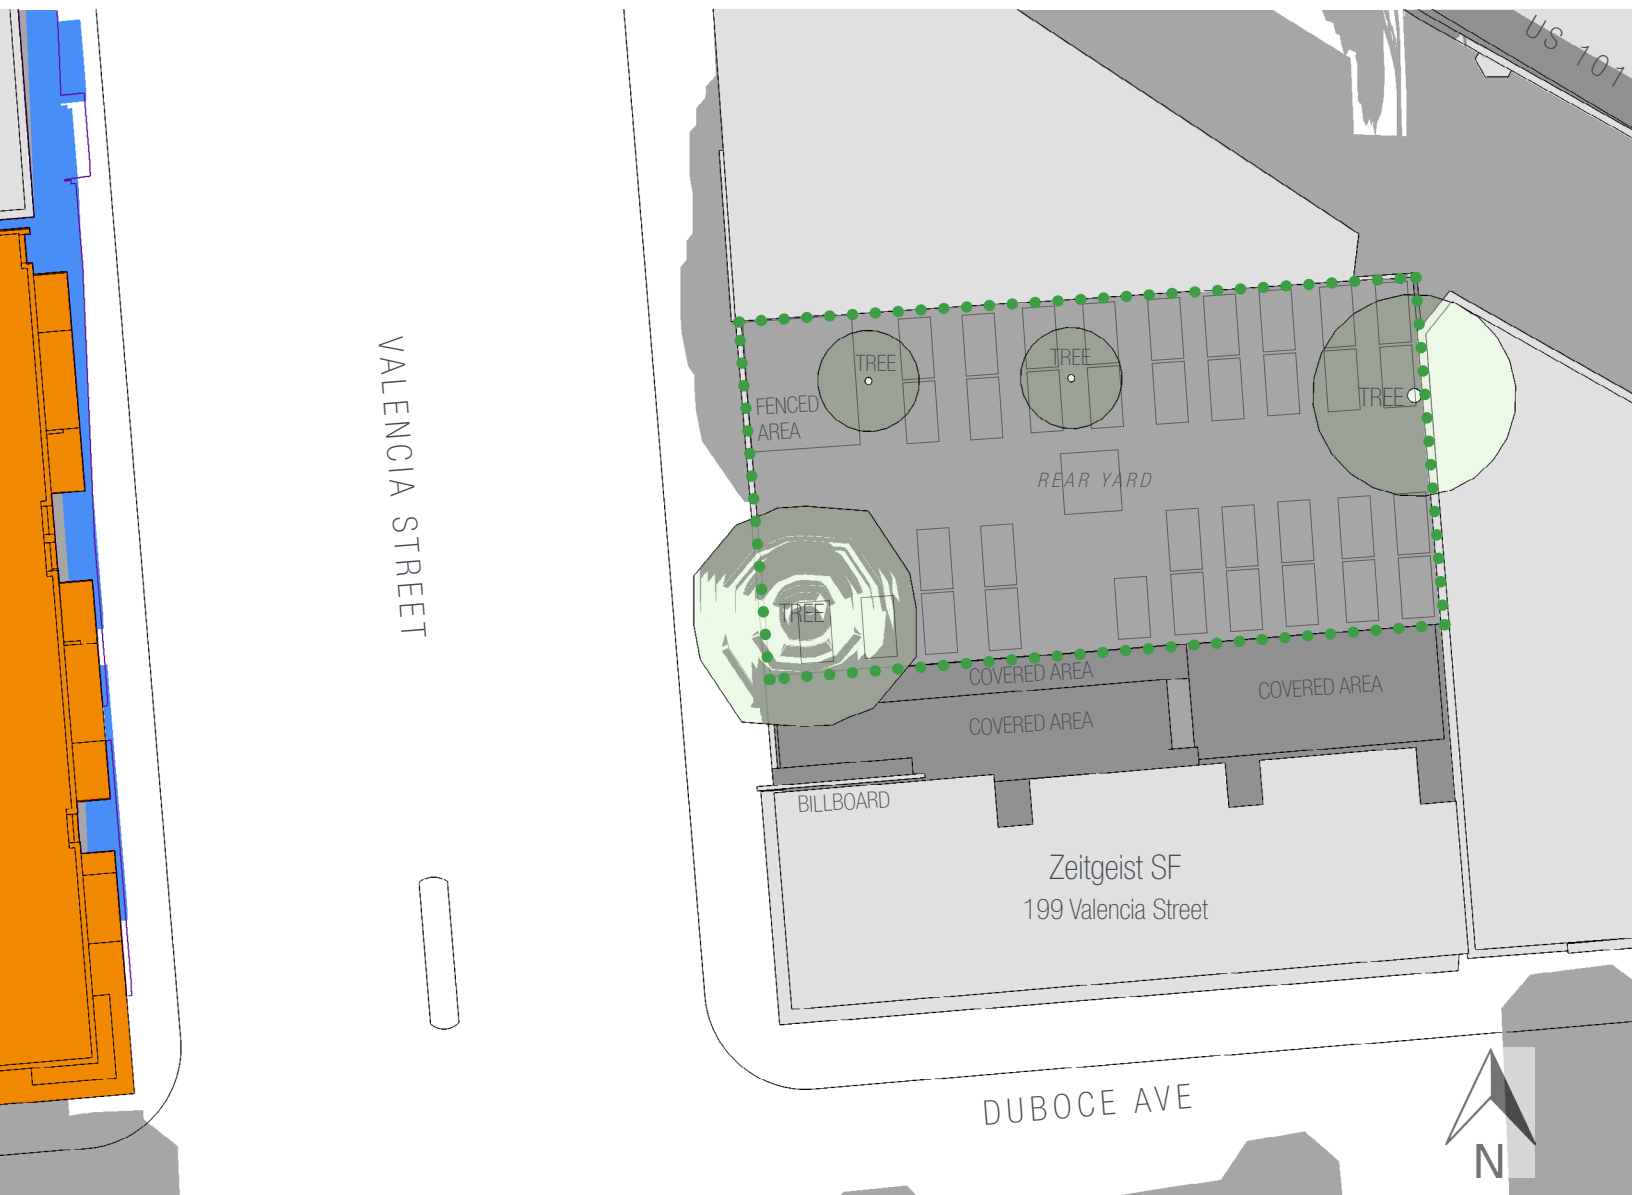 US 101
TREE
TREE
TREE
FENCED
AREA
VALENCIA STREET
REAR YARD
TREE
COVERED AREA
COVERED AREA
COVERED AREA
BILLBOARD
Zeitgeist SF
199 Valencia Street
DUBOCE AVE
N